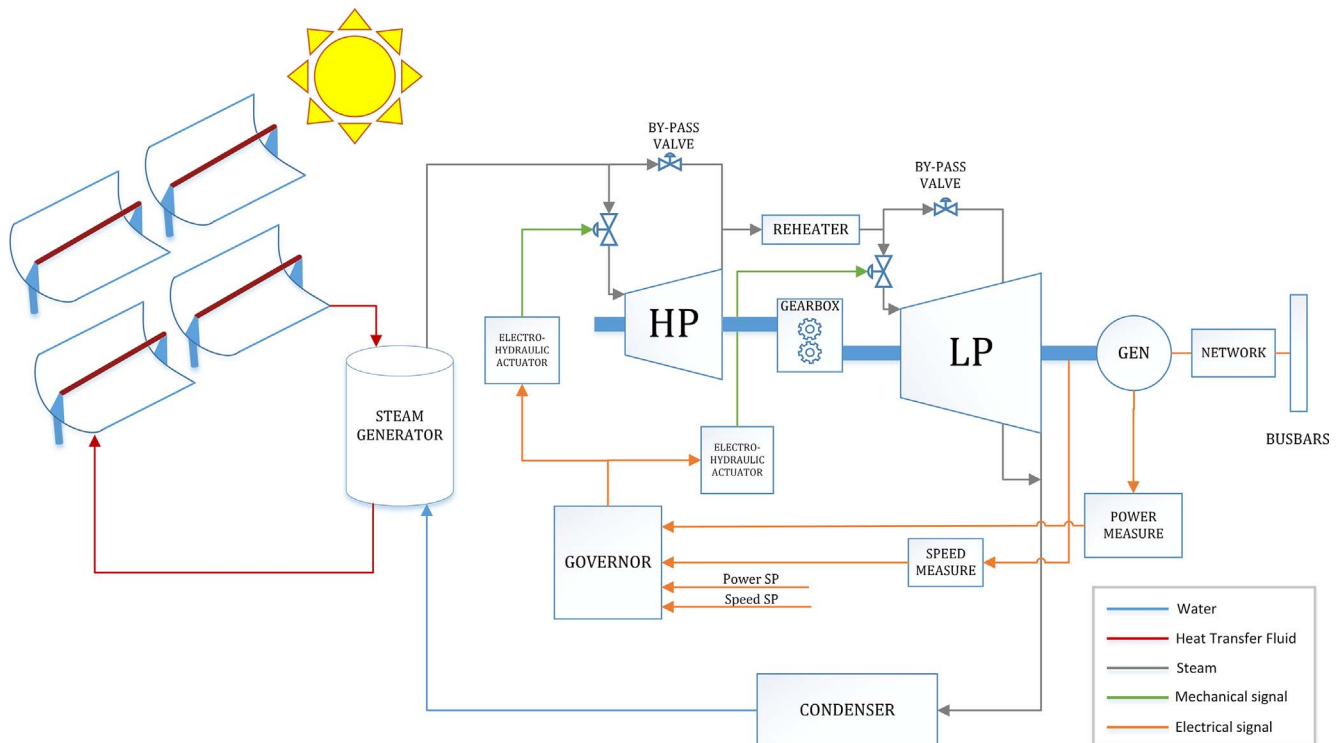 BY-PASS
VALVE
BY-PASS
VALVE
REHEATER
GEARBOX
HP
LP
ELECTRO-
HYDRAULIC
ACTUATOR
GEN
NETWORK
BUSBARS
STEAM
GENERATOR
ELECTRO-
HYDRAULIC
ACTUATOR
GOVERNOR
POWER
MEASURE
SPEED
MEASURE
Power SP
Speed SP
CONDENSER
Water
Heat Transfer Fluid
Steam
Mechanical signal
Electrical signal